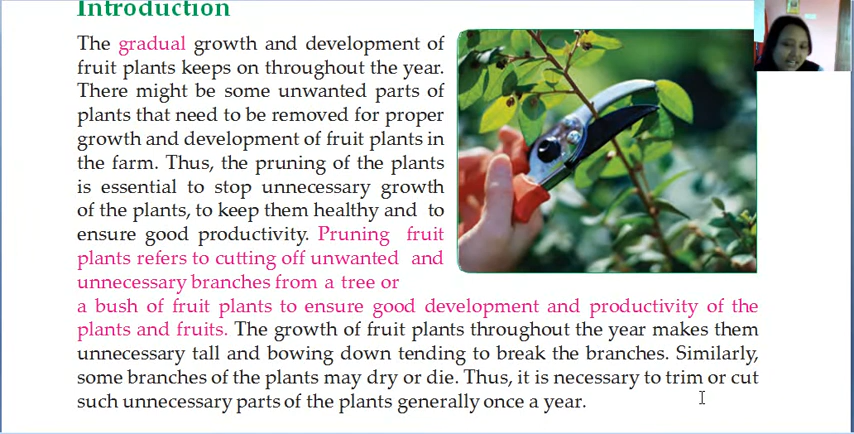 Introduction
The gradual growth and development of
fruit plants keeps on throughout the year.
There might be some unwanted parts of
plants that need to be removed for proper
growth and development of fruit plants in
the farm. Thus, the pruning of the plants
is essential to stop unnecessary growth
of the plants, to keep them healthy and to
ensure good productivity. Pruning fruit
plants refers to cutting off unwanted and
unnecessary branches from a tree or
a bush of fruit plants to ensure good development and productivity of the
plants and fruits. The growth of fruit plants throughout the year makes them
unnecessary tall and bowing down tending to break the branches. Similarly,
some branches of the plants may dry or die. Thus, it is necessary to trim or cut
such unnecessary parts of the plants generally once a year.